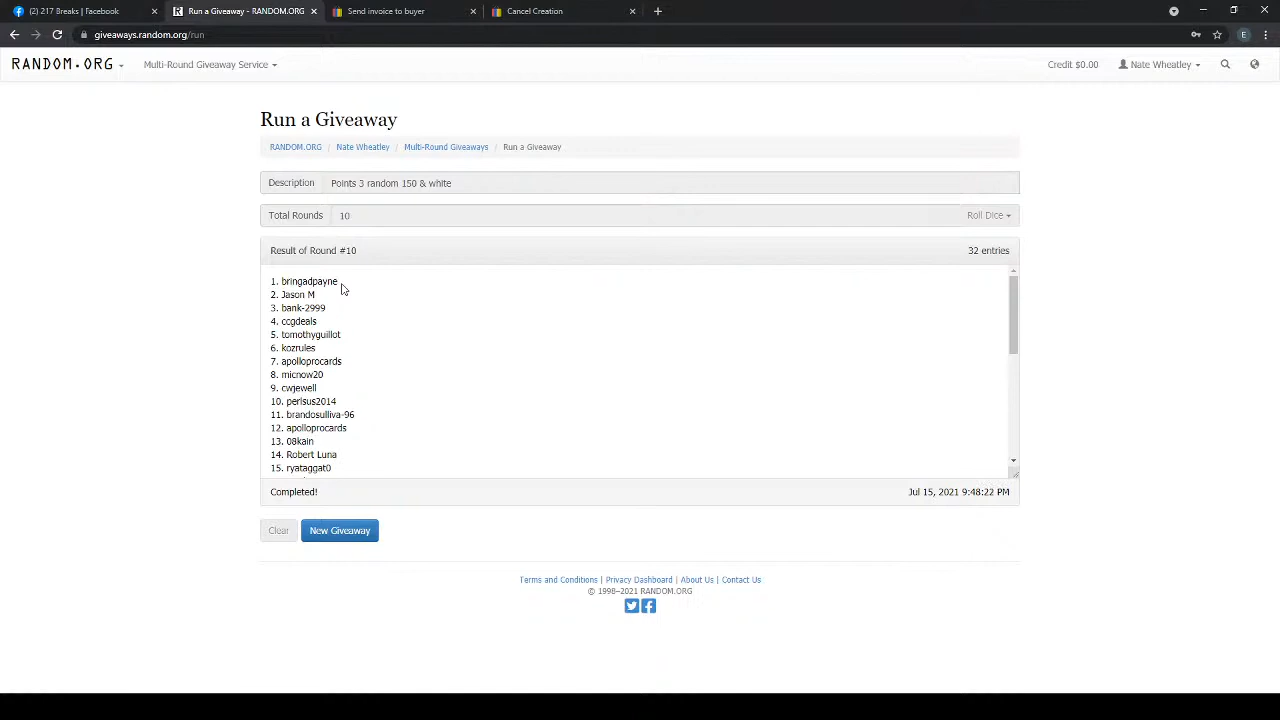 (2) 217 Breaks | Facebook
Run a Giveaway - RANDOM.ORG
Send invoice to buyer
Cancel Creation
giveaways.random.org/run
E
RANDOM.ORG
Multi-Round Giveaway Service
Credit $0.00
Nate Wheatley
Run a Giveaway
RANDOM.ORG / Nate Wheatley / Multi-Round Giveaways / Run a Giveaway
Description Points 3 random 150 & white
Total Rounds 10 Roll Dice
Result of Round #10 32 entries
1. bringadpayne
2. Jason M
3. bank-2999
4. ccgdeals
5. tomothyguillot
6. kozrules
7. apolloprocards
8. micnow20
9. cwjewell
10. perisus2014
11. brandosulliva-96
12. apolloprocards
13. 08kain
14. Robert Luna
15. ryataggat0
Completed! Jul 15, 2021 9:48:22 PM
Clear New Giveaway
Terms and Conditions | Privacy Dashboard | About Us | Contact Us
© 1998–2021 RANDOM.ORG